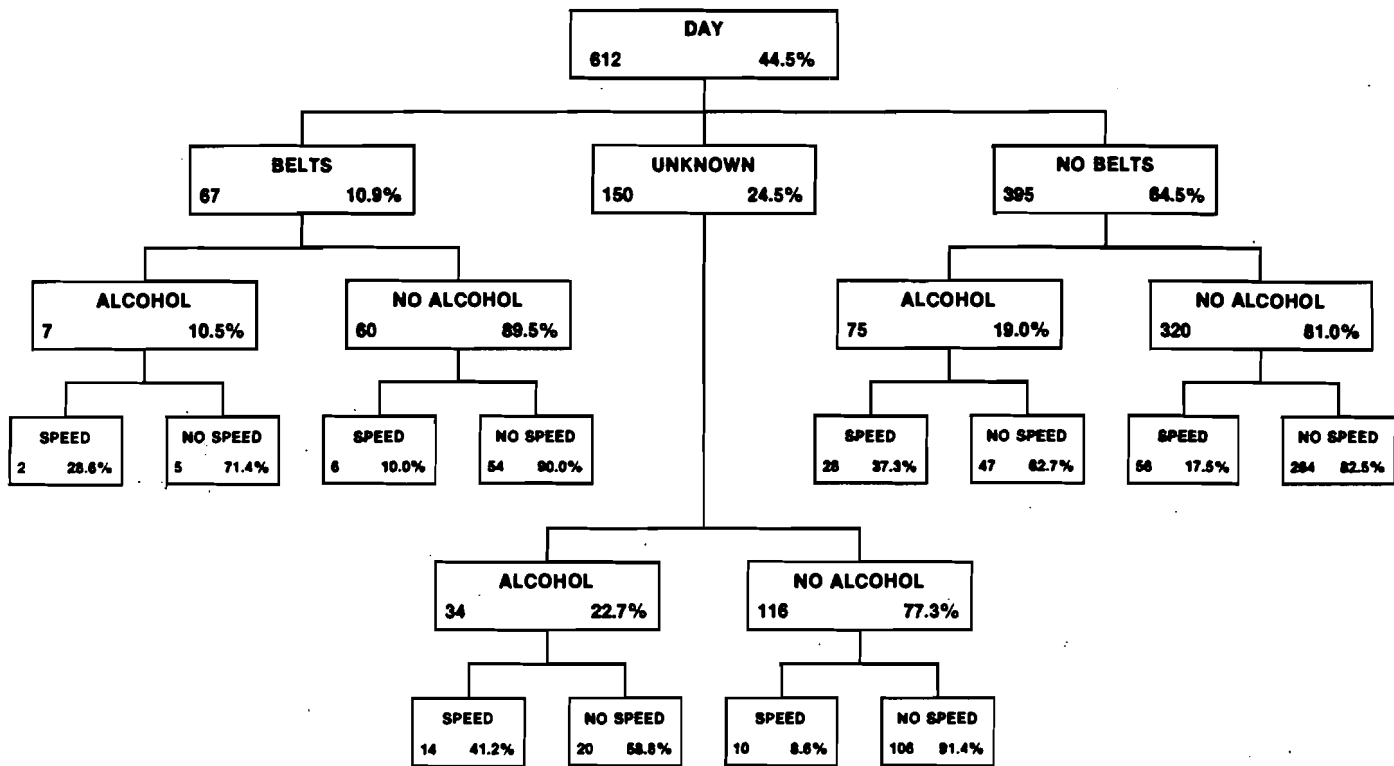 DAY
612 44.5%
BELTS
67 10.9%
UNKNOWN
150 24.5%
NO BELTS
395 64.5%
ALCOHOL
7 10.5%
NO ALCOHOL
60 89.5%
ALCOHOL
75 19.0%
NO ALCOHOL
320 81.0%
SPEED
2 28.6%
NO SPEED
5 71.4%
SPEED
6 10.0%
NO SPEED
54 90.0%
SPEED
28 37.3%
NO SPEED
47 62.7%
SPEED
56 17.5%
NO SPEED
264 82.5%
ALCOHOL
34 22.7%
NO ALCOHOL
116 77.3%
SPEED
14 41.2%
NO SPEED
20 58.8%
SPEED
10 8.6%
NO SPEED
106 91.4%